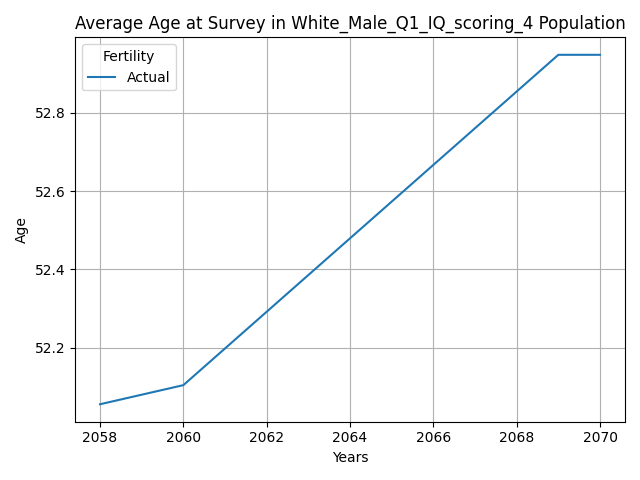 Average Age at Survey in White_Male_Q1_IQ_scoring_4 Population
Fertility
Actual
52.8
52.6
52.4
52.2
Age
2058 2060 2062 2064 2066 2068 2070
Years